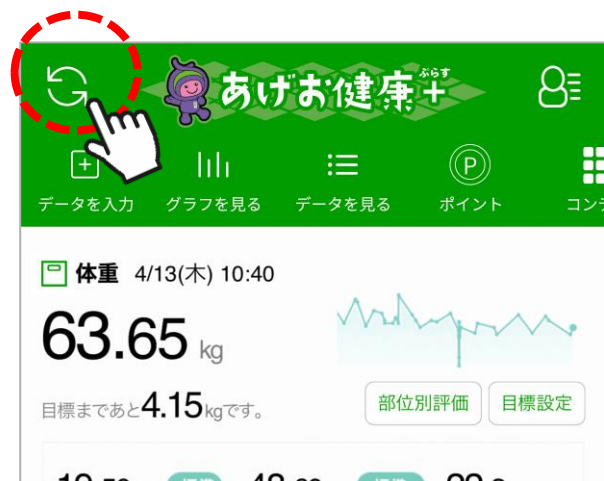 ぷらす
あげお健康+
データを入力 グラフを見る データを見る ポイント
P
体重 4/13(木) 10:40
63.65 kg
目標まであと4.15kgです。
部位別評価 目標設定